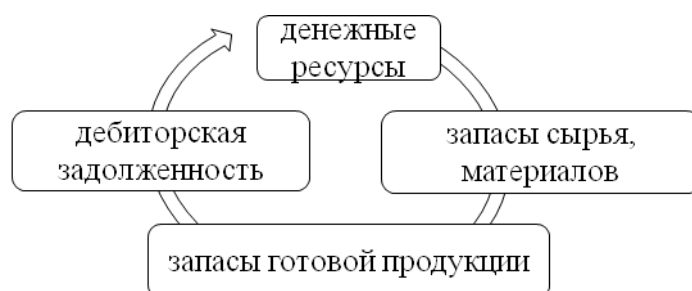 денежные
ресурсы
запасы сырья,
материалов
запасы готовой продукции
дебиторская
задолженность